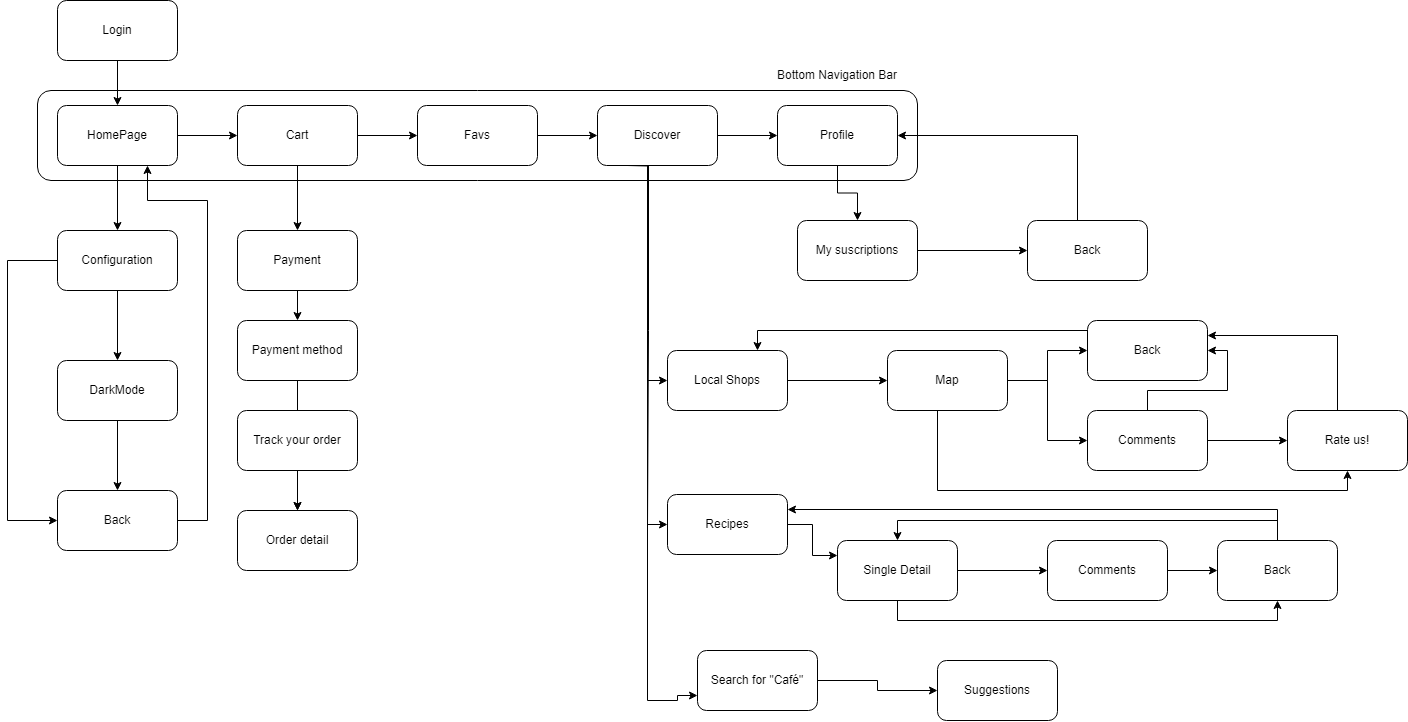 Login
Bottom Navigation Bar
HomePage
Cart
Favs
Discover
Profile
Configuration
Payment
My suscriptions
Back
Payment method
Local Shops
Map
Back
DarkMode
Track your order
Comments
Rate us!
Back
Order detail
Recipes
Single Detail
Comments
Back
Search for "Café"
Suggestions